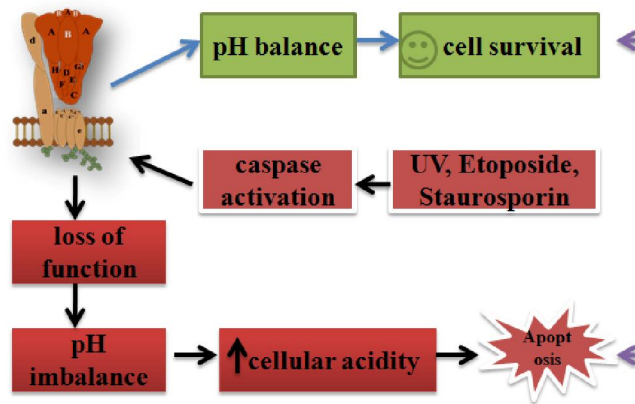 B A B
A B A
d
H D G
F E
C
a
c
e
pH balance
cell survival
caspase
activation
UV, Etoposide,
Staurosporin
loss of
function
pH
imbalance
cellular acidity
Apopt
osis